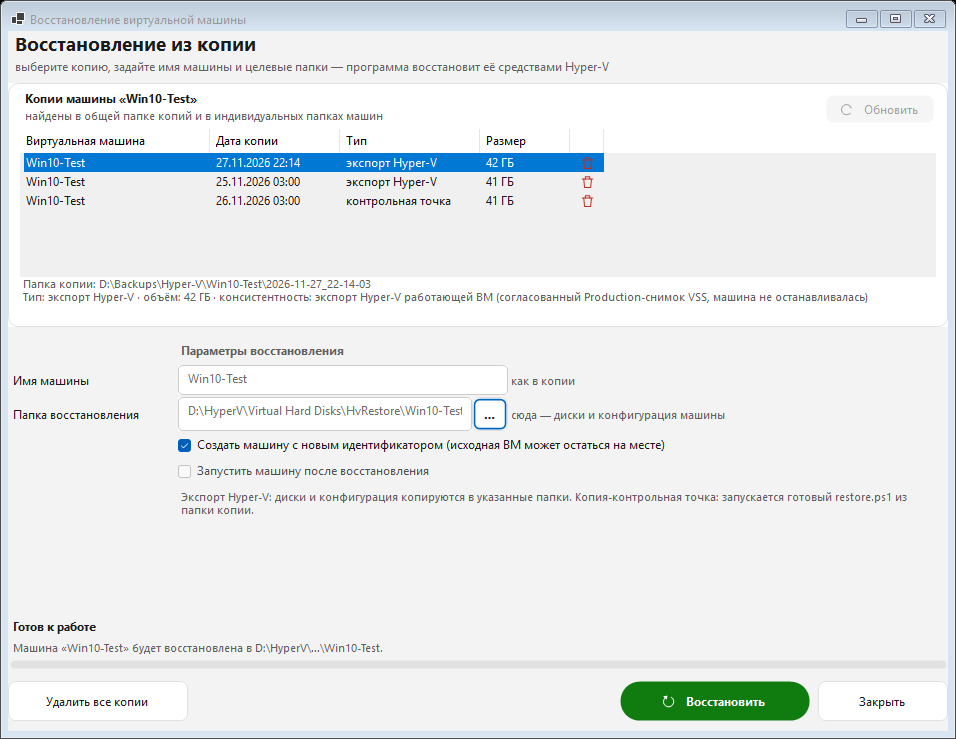 Восстановление виртуальной машины
Восстановление из копии
выберите копию, задайте имя машины и целевые папки — программа восстановит её средствами Hyper-V
Копии машины «Win10-Test»
найдены в общей папке копий и в индивидуальных папках машин
Обновить
Виртуальная машина Дата копии Тип Размер
Win10-Test 27.11.2026 22:14 экспорт Hyper-V 42 ГБ
Win10-Test 25.11.2026 03:00 экспорт Hyper-V 41 ГБ
Win10-Test 26.11.2026 03:00 контрольная точка 41 ГБ
Папка копии: D:\Backups\Hyper-V\Win10-Test\2026-11-27_22-14-03
Тип: экспорт Hyper-V · объём: 42 ГБ · консистентность: экспорт Hyper-V работающей ВМ (согласованный Production-снимок VSS, машина не останавливалась)
Параметры восстановления
Имя машины Win10-Test как в копии
Папка восстановления D:\HyperV\Virtual Hard Disks\HvRestore\Win10-Test ... сюда — диски и конфигурация машины
Создать машину с новым идентификатором (исходная ВМ может остаться на месте)
Запустить машину после восстановления
Экспорт Hyper-V: диски и конфигурация копируются в указанные папки. Копия-контрольная точка: запускается готовый restore.ps1 из
папки копии.
Готов к работе
Машина «Win10-Test» будет восстановлена в D:\HyperV\...\Win10-Test.
Удалить все копии
Восстановить
Закрыть